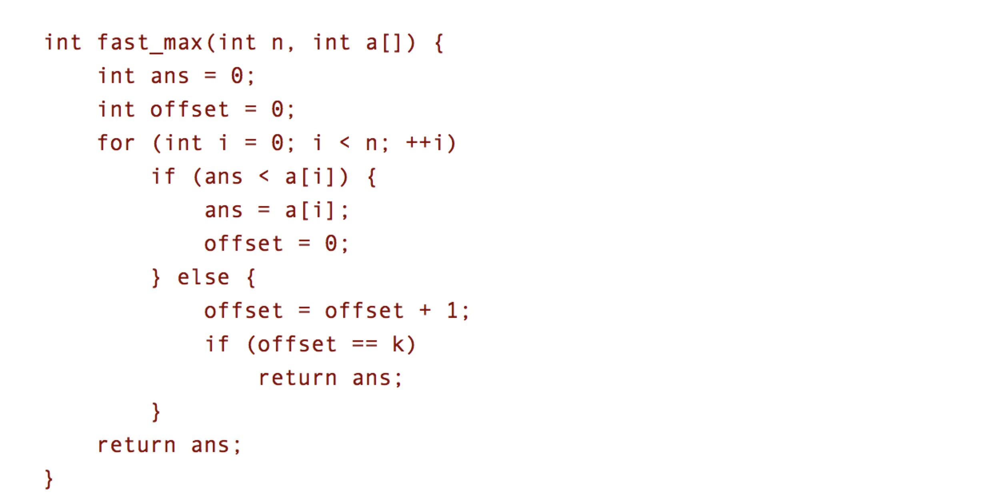 int fast_max(int n, int a[]) {
    int ans = 0;
    int offset = 0;
    for (int i = 0; i < n; ++i)
        if (ans < a[i]) {
            ans = a[i];
            offset = 0;
        } else {
            offset = offset + 1;
            if (offset == k)
                return ans;
        }
    return ans;
}